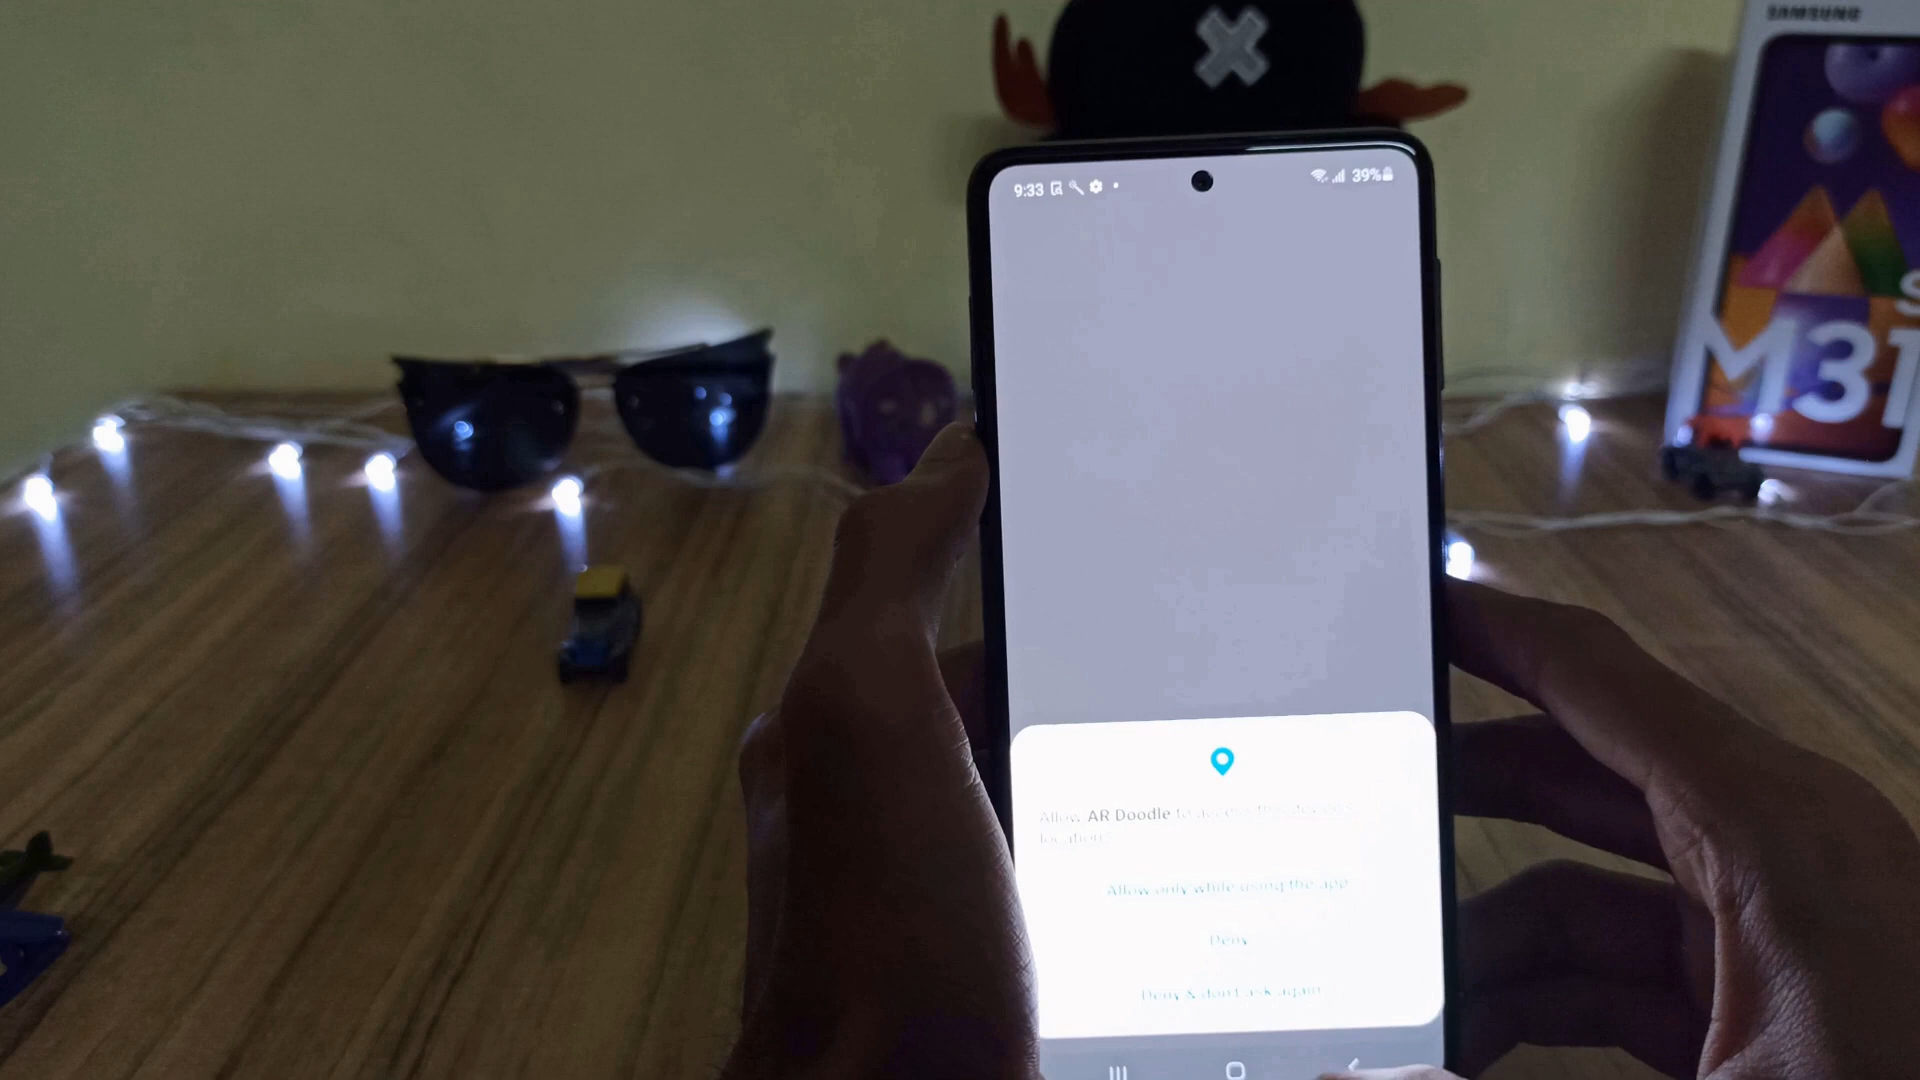 SAMSUNG
9:33
39%
M31
Allow AR Doodle to access this device's
location?
Allow only while using the app
Deny
Deny & don't ask again